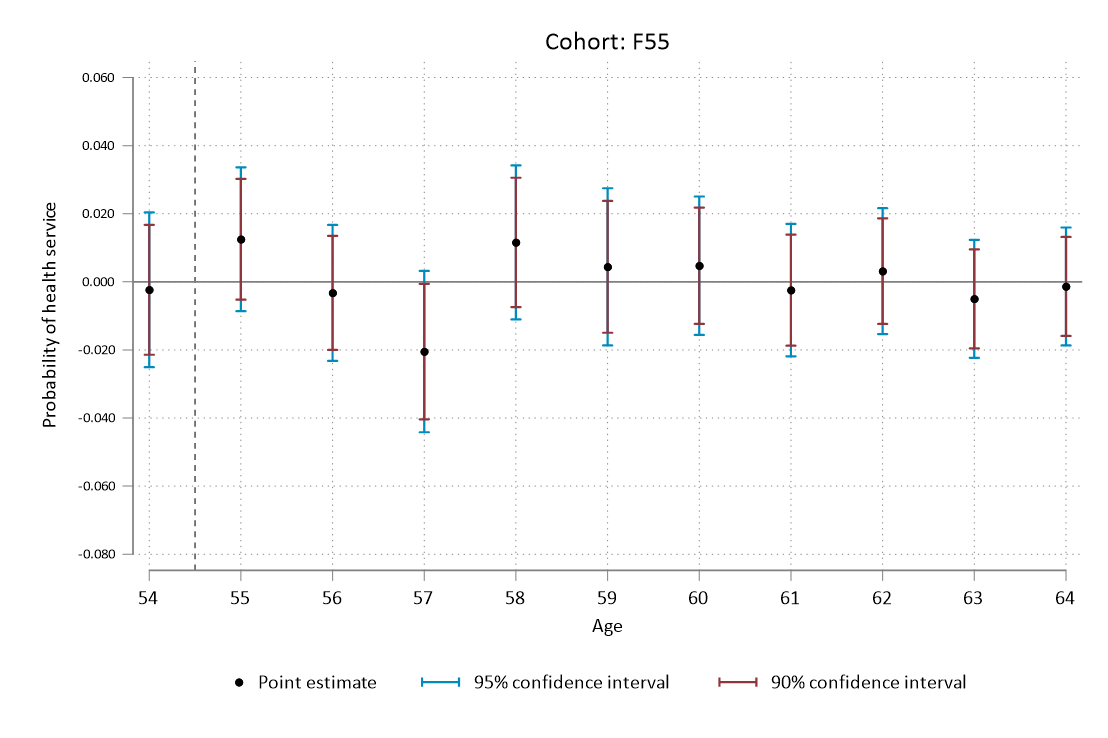 Cohort: F55
0.060
0.040
0.020
0.000
-0.020
-0.040
-0.060
-0.080
Probability of health service
54 55 56 57 58 59 60 61 62 63 64
Age
Point estimate 95% confidence interval 90% confidence interval